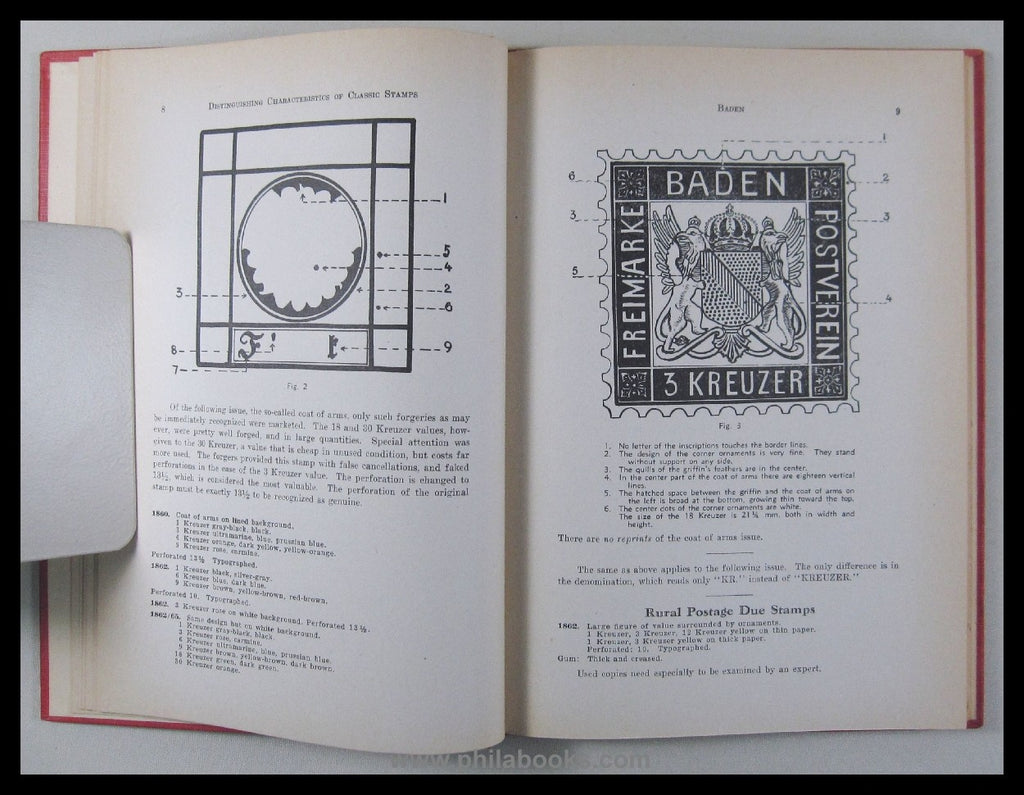 8
DISTINGUISHING CHARACTERISTICS OF CLASSIC STAMPS
1
5
4
2
3
6
8
9
7
F
k
Fig. 2
Of the following issue, the so-called coat of arms, only such forgeries as may
be immediately recognized were marketed. The 18 and 30 Kreuzer values, how-
ever, were pretty well forged, and in large quantities. Special attention was
given to the 30 Kreuzer, a value that is cheap in unused condition, but costs far
more used. The forgers provided this stamp with false cancellations, and faked
perforations in the case of the 3 Kreuzer value. The perforation is changed to
13½, which is considered the most valuable. The perforation of the original
stamp must be exactly 13½ to be recognized as genuine.
1860. Coat of arms on lined background.
1 Kreuzer gray-black, black.
3 Kreuzer ultramarine, blue, prussian blue.
6 Kreuzer orange, dark yellow, yellow-orange.
9 Kreuzer rose, carmine.
Perforated 13½ Typographed.
1862. 1 Kreuzer black, silver-gray.
6 Kreuzer blue, dark blue.
9 Kreuzer brown, yellow-brown, red-brown.
Perforated 10. Typographed.
1862. 3 Kreuzer rose on white background. Perforated 13½.
1862/65. Same design but on white background.
1 Kreuzer gray-black, black.
3 Kreuzer rose, carmine.
6 Kreuzer ultramarine, blue, prussian blue.
9 Kreuzer brown, yellow-brown, dark brown.
18 Kreuzer green, dark green.
30 Kreuzer orange.
BADEN
9
1
6
2
3
3
5
4
BADEN
FREIMARKE
POSTVEREIN
3 KREUZER
Fig. 3
1. No letter of the inscriptions touches the border lines.
2. The design of the corner ornaments is very fine. They stand
without support on any side.
3. The quills of the griffin's feathers are in the center.
4. In the center part of the coat of arms there are eighteen vertical
lines.
5. The hatched space between the griffin and the coat of arms on
the left is broad at the bottom, growing thin toward the top.
6. The center dots of the corner ornaments are white.
The size of the 18 Kreuzer is 21¼ mm. both in width and
height.
There are no reprints of the coat of arms issue.
The same as above applies to the following issue. The only difference is in
the denomination, which reads only "KR." instead of "KREUZER."
Rural Postage Due Stamps
1862. Large figure of value surrounded by ornaments.
1 Kreuzer, 3 Kreuzer, 12 Kreuzer yellow on thin paper.
1 Kreuzer, 3 Kreuzer yellow on thick paper.
Perforated: 10. Typographed.
Gum: Thick and creased.
Used copies need especially to be examined by an expert.
www.philabooks.com